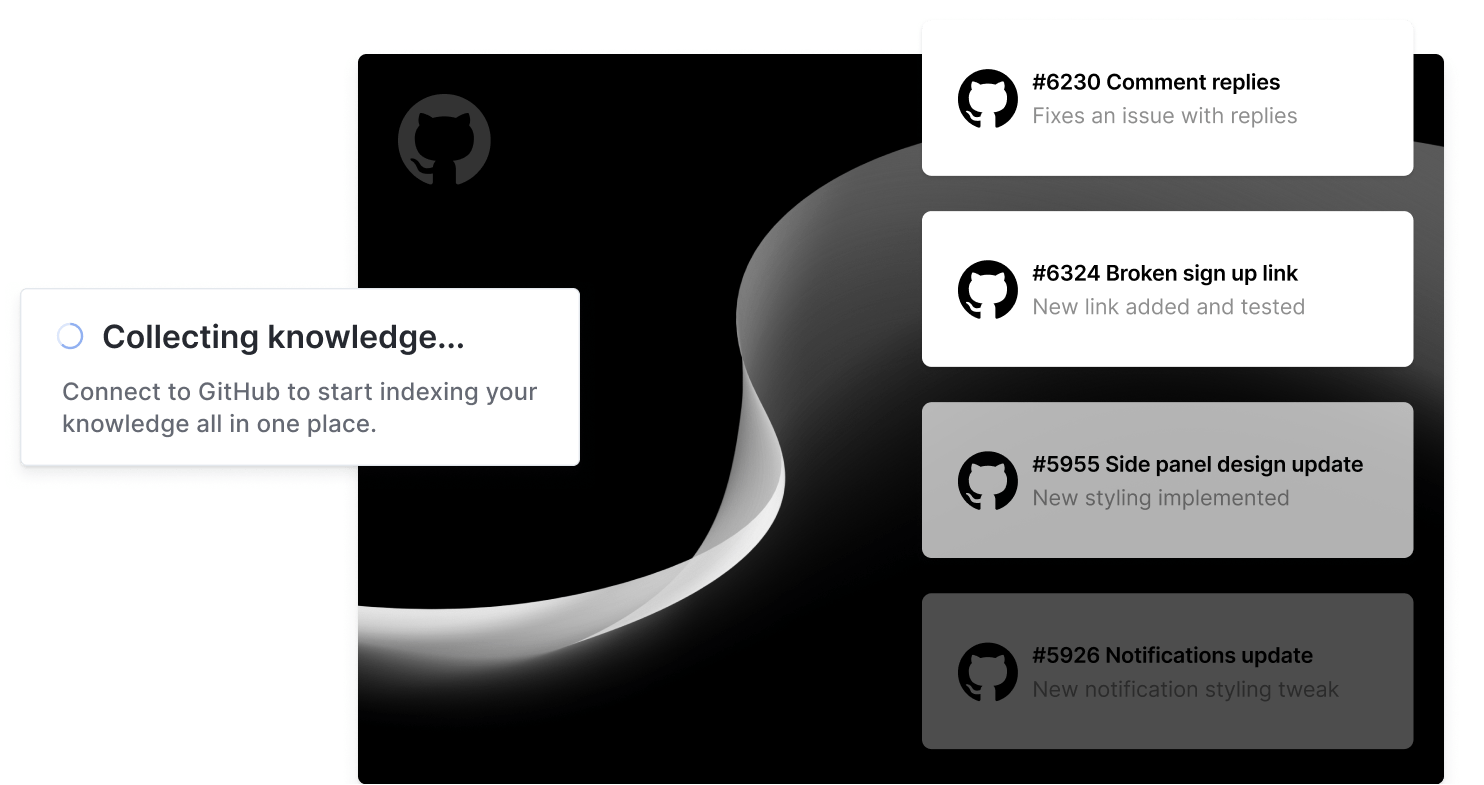 #6230 Comment replies
Fixes an issue with replies
#6324 Broken sign up link
New link added and tested
Collecting knowledge...
Connect to GitHub to start indexing your
knowledge all in one place.
#5955 Side panel design update
New styling implemented
#5926 Notifications update
New notification styling tweak